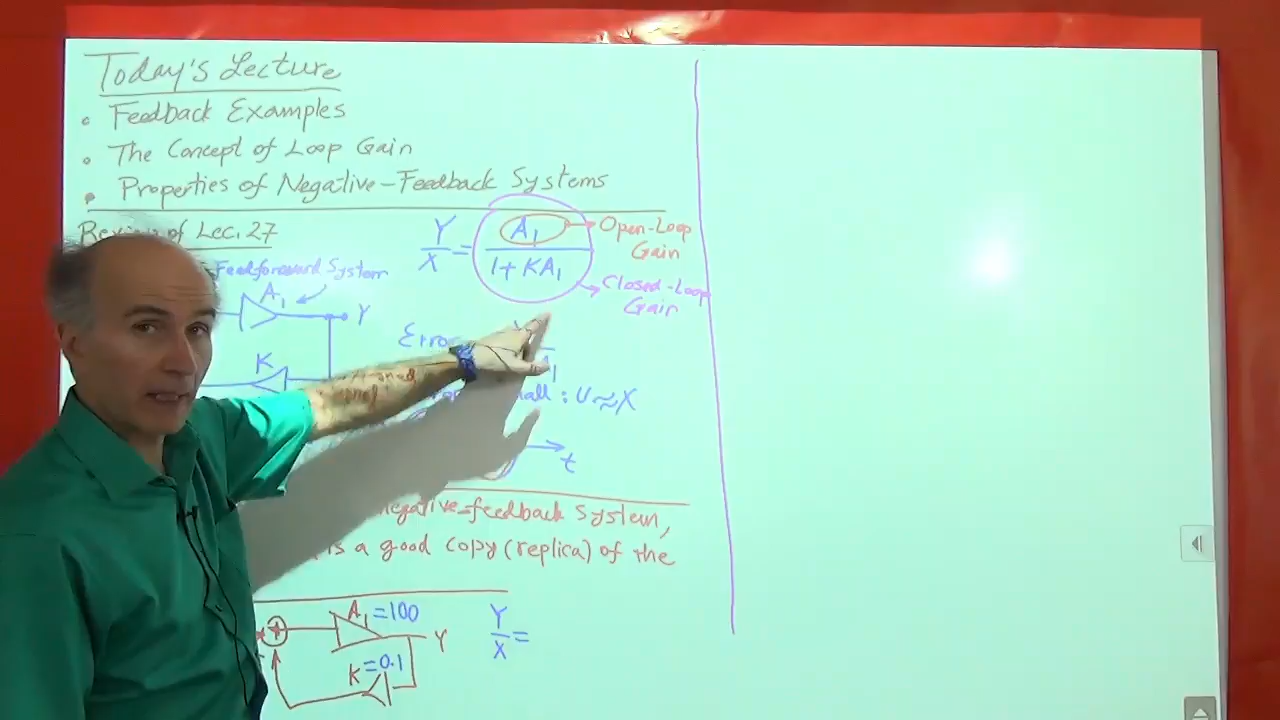 Today's Lecture
• Feedback Examples
• The Concept of Loop Gain
• Properties of Negative-Feedback Systems
Review of Lec. 27
Feedforward System
A1
Y
K
Y/X = A1/(1+KA1)
Open-Loop
Gain
Closed-Loop
Gain
: U≈X
t
negative-feedback System,
is a good copy (replica) of the
A1 = 100
Y
K = 0.1
Y/X =